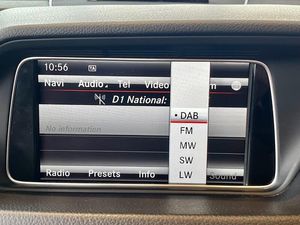 10:56 TA
Navi Audio Tel Video
D1 National:
• DAB
No information
FM
MW
SW
LW
Radio Presets Info Sound